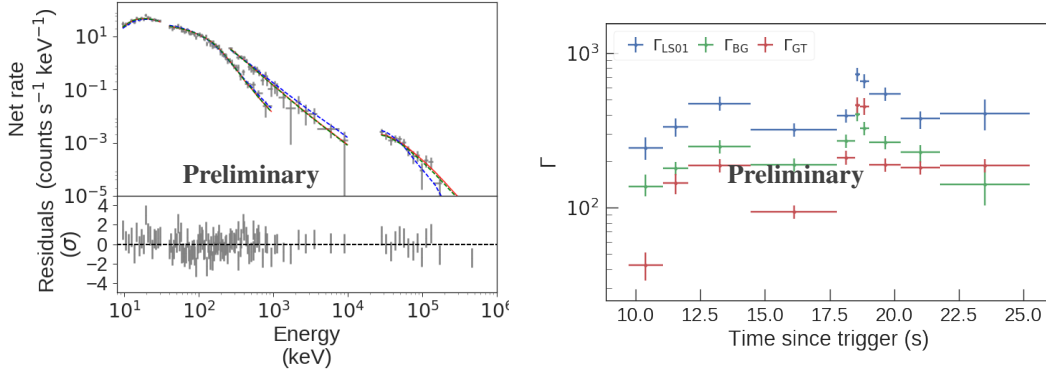 10¹
10⁻¹
10⁻³
10⁻⁵
Net rate
(counts s⁻¹ keV⁻¹)
Preliminary
4
2
0
−2
−4
Residuals
(σ)
10¹ 10² 10³ 10⁴ 10⁵ 10⁶
Energy
(keV)
Γ_LS01 Γ_BG Γ_GT
10³
10²
Γ
Preliminary
10.0 12.5 15.0 17.5 20.0 22.5 25.0
Time since trigger (s)